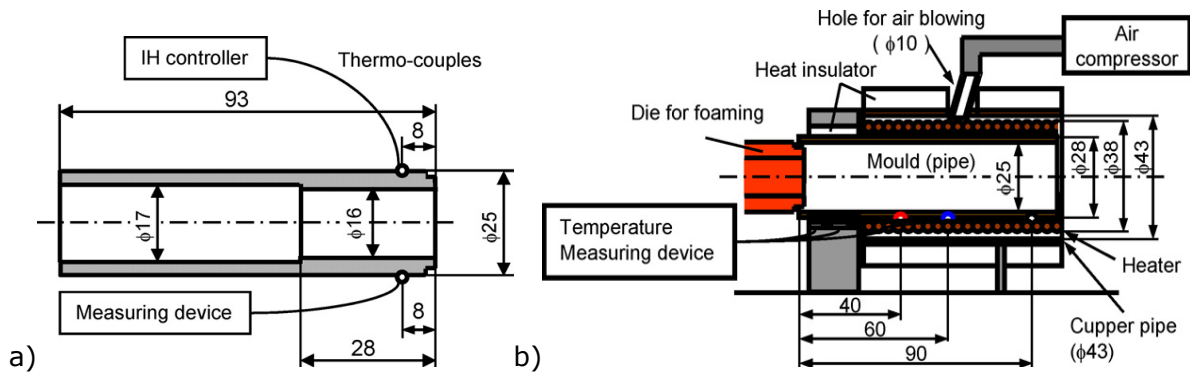 IH controller
Thermo-couples
93
8
ϕ17
ϕ16
ϕ25
Measuring device
8
28
a)
Hole for air blowing
( ϕ10 )
Air
compressor
Heat insulator
Die for foaming
Mould (pipe)
ϕ25
ϕ28
ϕ38
ϕ43
Temperature
Measuring device
Heater
40
60
90
Cupper pipe
(ϕ43)
b)